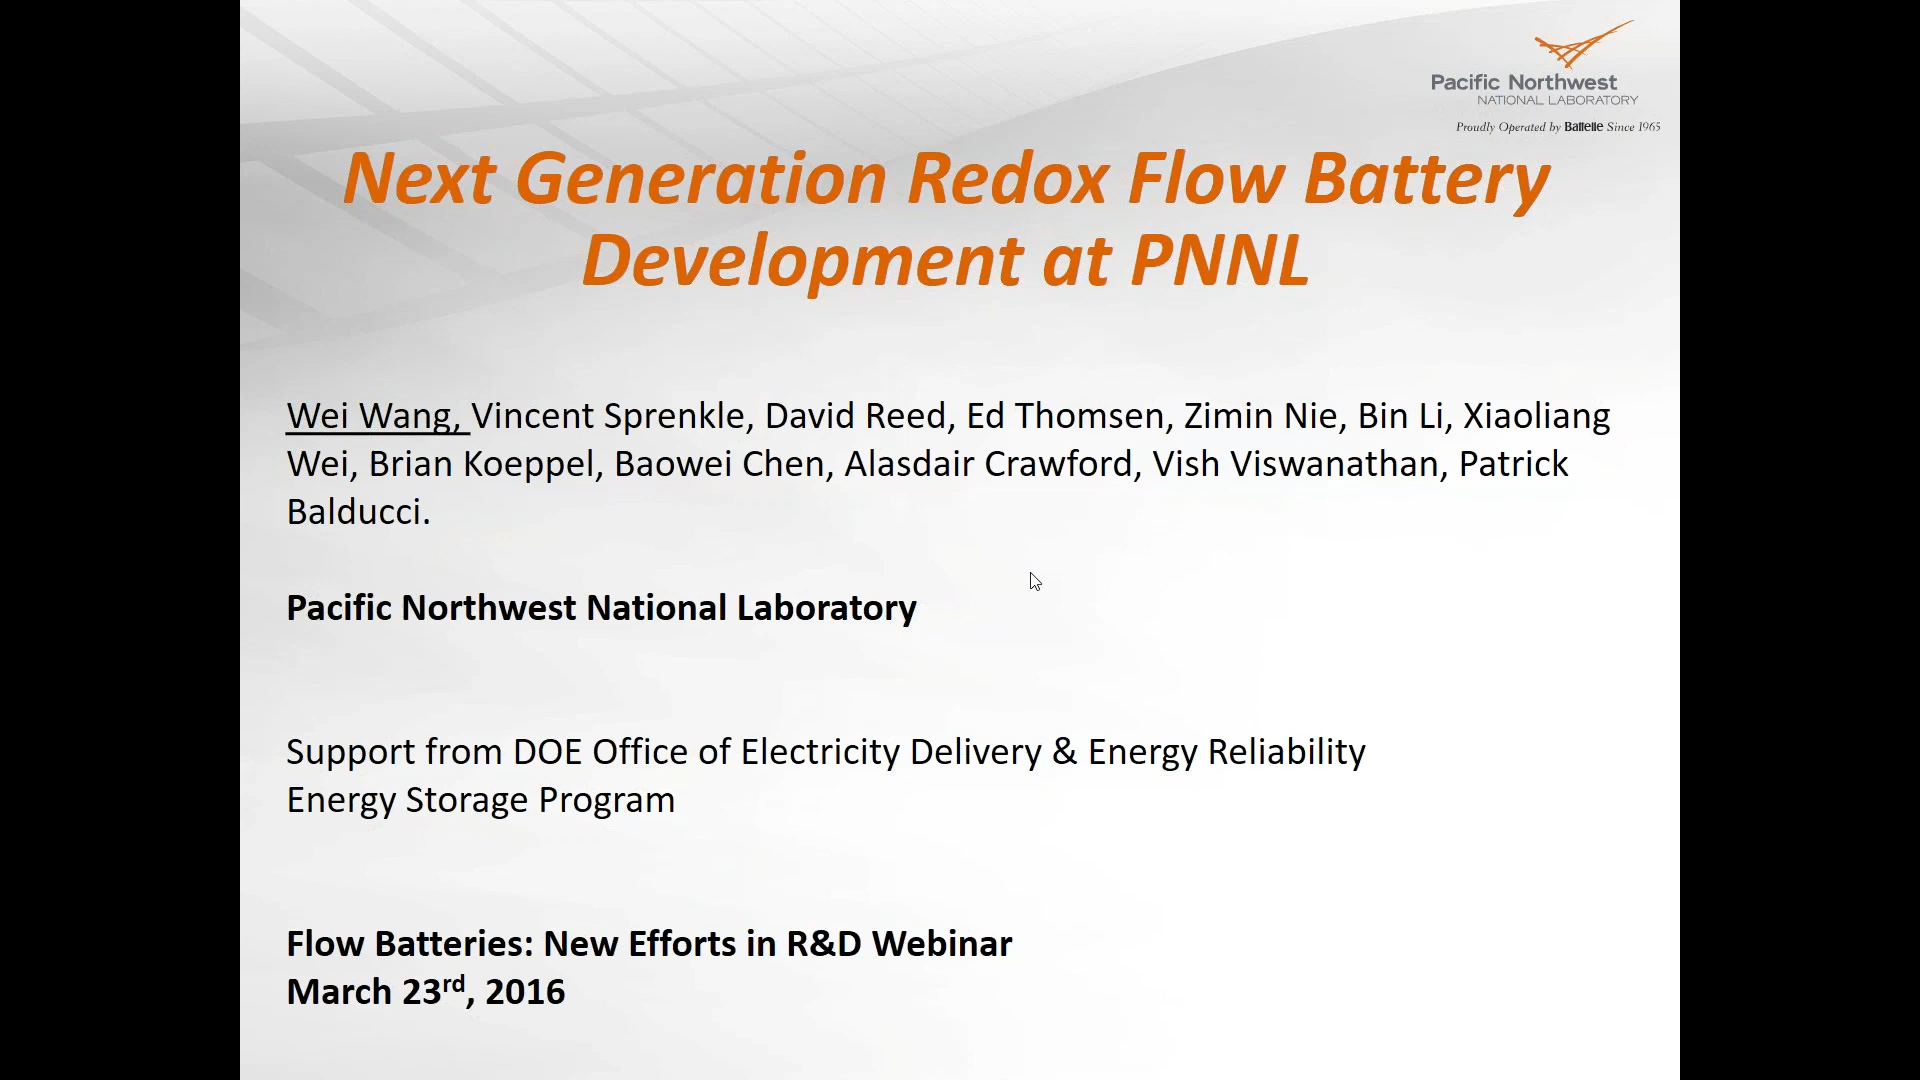 Pacific Northwest
NATIONAL LABORATORY
Proudly Operated by Battelle Since 1965
Next Generation Redox Flow Battery
Development at PNNL
Wei Wang, Vincent Sprenkle, David Reed, Ed Thomsen, Zimin Nie, Bin Li, Xiaoliang
Wei, Brian Koeppel, Baowei Chen, Alasdair Crawford, Vish Viswanathan, Patrick
Balducci.
Pacific Northwest National Laboratory
Support from DOE Office of Electricity Delivery & Energy Reliability
Energy Storage Program
Flow Batteries: New Efforts in R&D Webinar
March 23rd, 2016